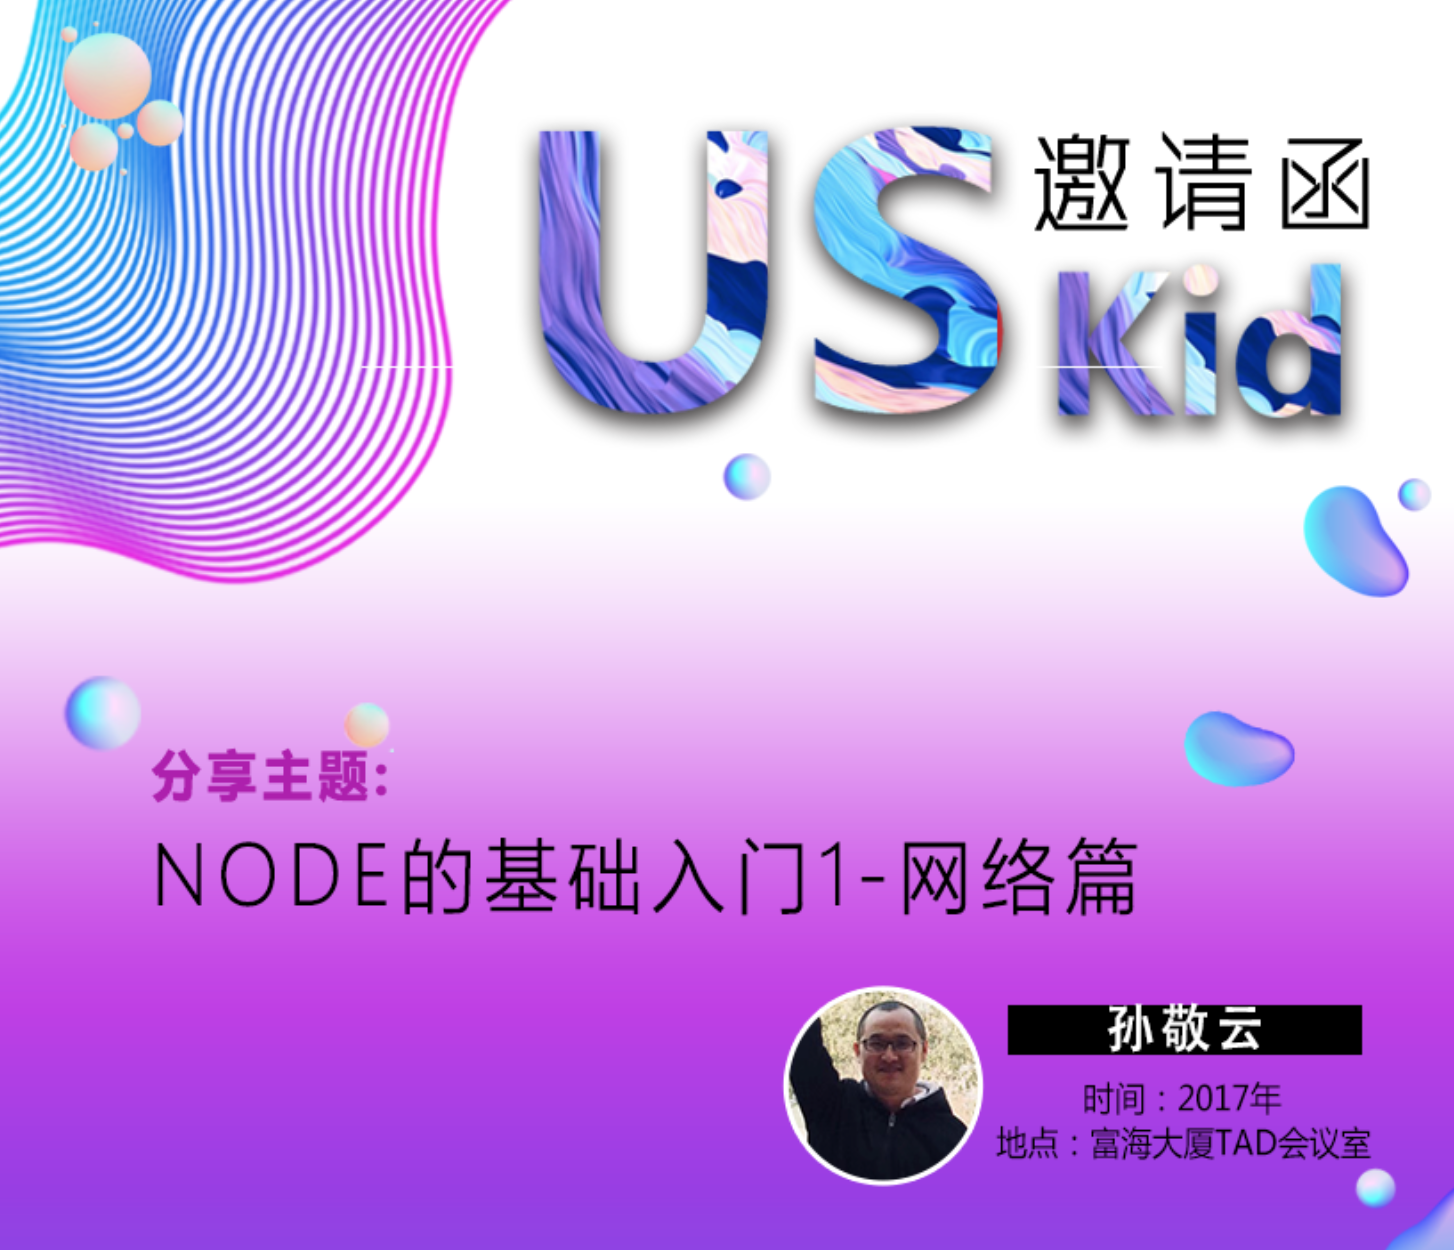 US 邀请函
Kid
分享主题:
NODE的基础入门1-网络篇
孙敬云
时间：2017年
地点：富海大厦TAD会议室